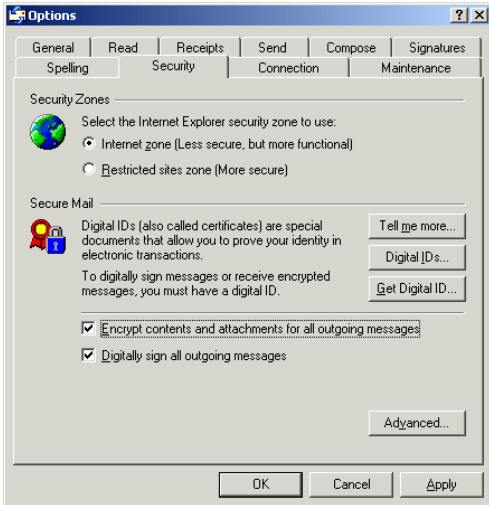 Options
General Read Receipts Send Compose Signatures
Spelling Security Connection Maintenance
Security Zones
Select the Internet Explorer security zone to use:
Internet zone (Less secure, but more functional)
Restricted sites zone (More secure)
Secure Mail
Digital IDs (also called certificates) are special
documents that allow you to prove your identity in
electronic transactions.
To digitally sign messages or receive encrypted
messages, you must have a digital ID.
Tell me more...
Digital IDs...
Get Digital ID...
Encrypt contents and attachments for all outgoing messages
Digitally sign all outgoing messages
Advanced...
OK Cancel Apply